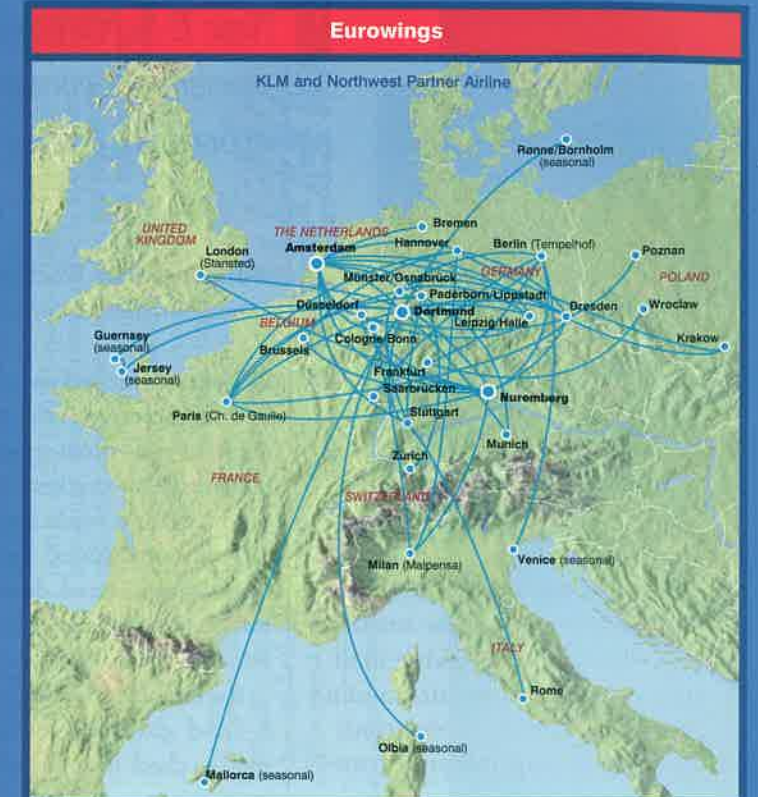 Eurowings
KLM and Northwest Partner Airline
Rønne/Bornholm
(seasonal)
Bremen
UNITED
KINGDOM
THE NETHERLANDS
Amsterdam
Hannover
Berlin (Tempelhof)
London
(Stansted)
Poznan
GERMANY
POLAND
Münster/Osnabrück
Paderborn/Lippstadt
Düsseldorf
Dortmund
Dresden
Wroclaw
BELGIUM
Leipzig/Halle
Guernsey
(seasonal)
Brussels
Cologne/Bonn
Krakow
Jersey
(seasonal)
Frankfurt
Saarbrücken
Nuremberg
Paris (Ch. de Gaulle)
Stuttgart
Munich
Zurich
FRANCE
SWITZERLAND
Milan (Malpensa)
Venice (seasonal)
ITALY
Rome
Olbia (seasonal)
Mallorca (seasonal)